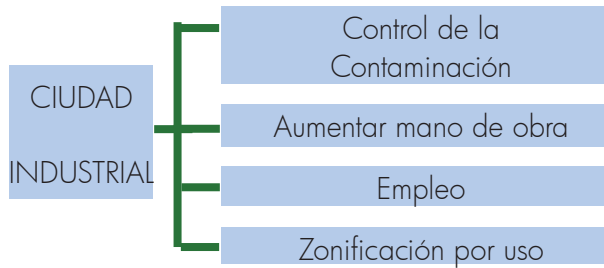 CIUDAD
INDUSTRIAL
Control de la
Contaminación
Aumentar mano de obra
Empleo
Zonificación por uso